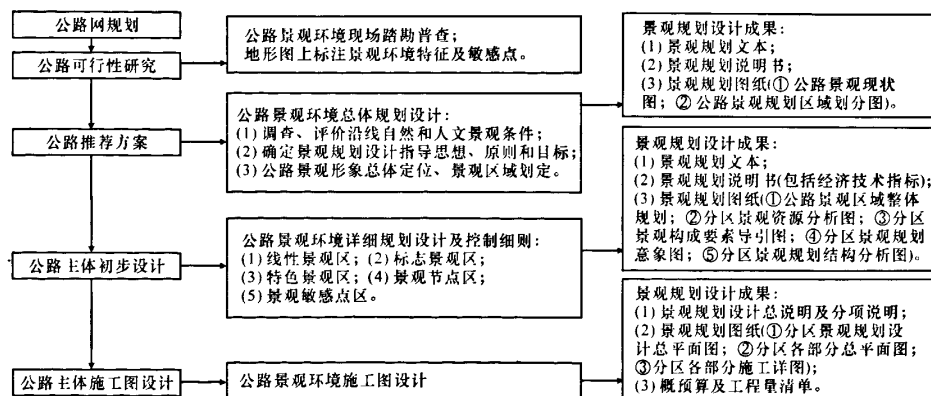 公路网规划
公路可行性研究
公路推荐方案
公路主体初步设计
公路主体施工图设计
公路景观环境现场踏勘普查;
地形图上标注景观环境特征及敏感点。
公路景观环境总体规划设计:
(1) 调查、评价沿线自然和人文景观条件;
(2) 确定景观规划设计指导思想、原则和目标;
(3) 公路景观形象总体定位、景观区域划定。
公路景观环境详细规划设计及控制细则:
(1) 线性景观区; (2) 标志景观区;
(3) 特色景观区; (4) 景观节点区;
(5) 景观敏感点区。
公路景观环境施工图设计
景观规划设计成果:
(1) 景观规划文本;
(2) 景观规划说明书;
(3) 景观规划图纸(① 公路景观现状
图; ② 公路景观规划区域划分图)。
景观规划设计成果:
(1) 景观规划文本;
(2) 景观规划说明书(包括经济技术指标);
(3) 景观规划图纸(①公路景观区域整体
规划; ②分区景观资源分析图; ③分区
景观构成要素导引图; ④分区景观规划
意象图; ⑤分区景观规划结构分析图)。
景观规划设计成果:
(1) 景观规划设计总说明及分项说明;
(2) 景观规划图纸(①分区景观规划设
计总平面图; ②分区各部分总平面图;
③分区各部分施工详图);
(3) 概预算及工程量清单。